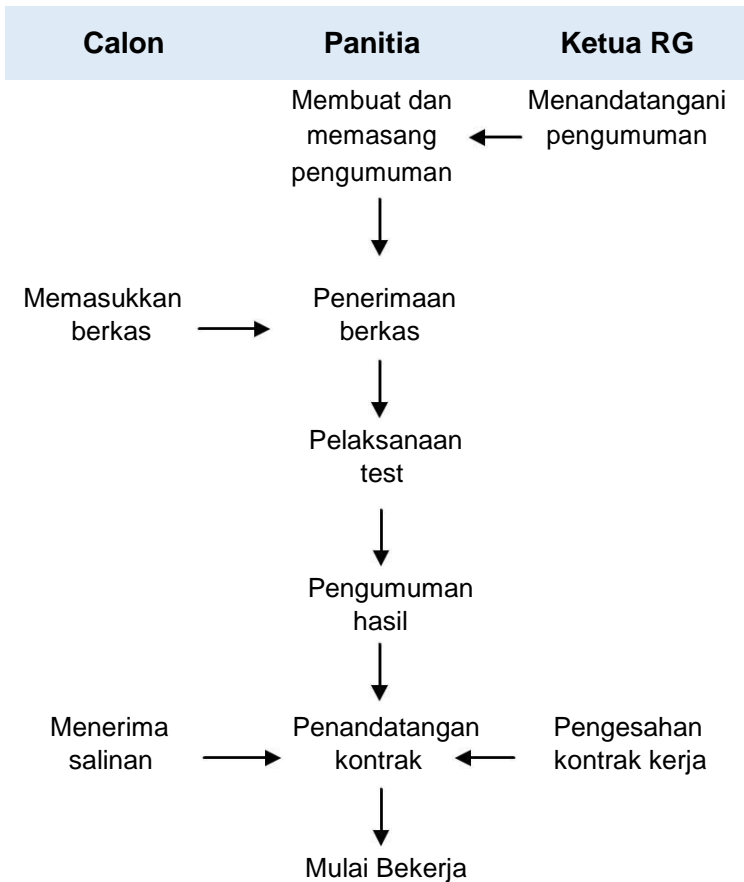 Calon Panitia Ketua RG
Membuat dan Menandatangani
memasang pengumuman
pengumuman
Memasukkan Penerimaan
berkas berkas
Pelaksanaan
test
Pengumuman
hasil
Menerima Penandatangan Pengesahan
salinan kontrak kontrak kerja
Mulai Bekerja